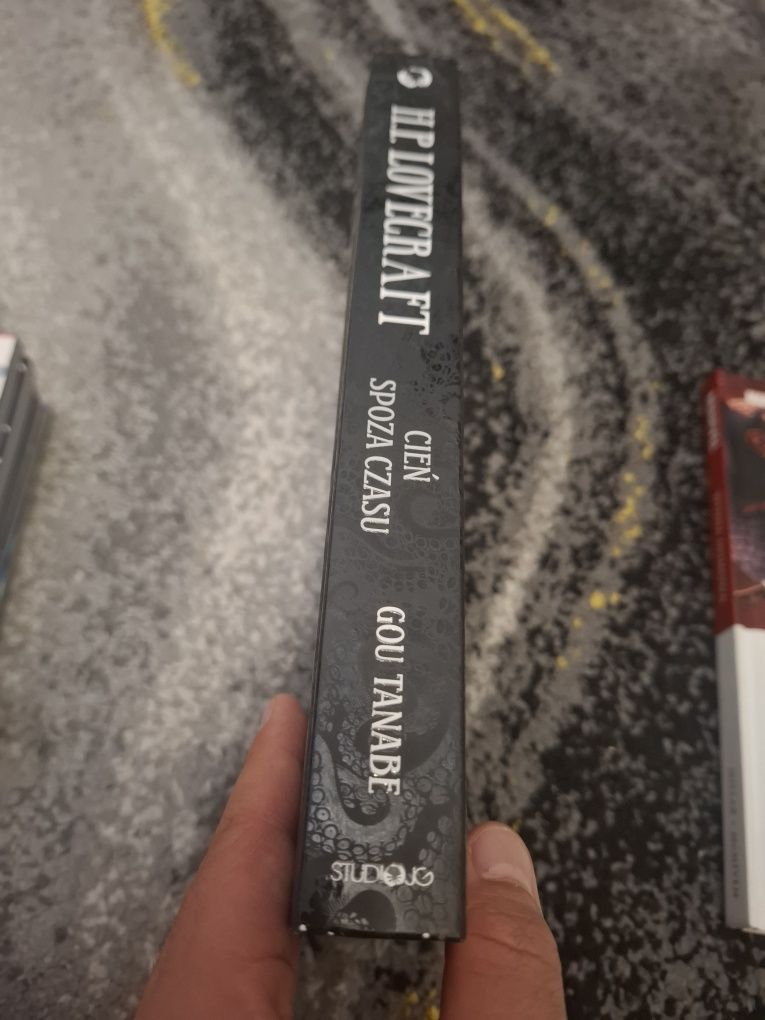 H.P. LOVECRAFT
CIEŃ
SPOZA CZASU
GOU TANABE
STUDIO JG